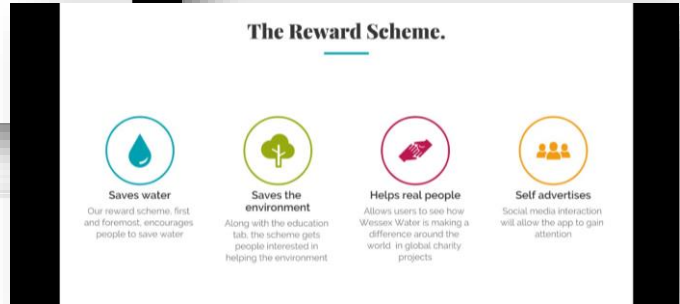 The Reward Scheme.
Saves water
Our reward scheme, first
and foremost, encourages
people to save water
Saves the
environment
Along with the education
tab, the scheme gets
people interested in
helping the environment
Helps real people
Allows users to see how
Wessex Water is making a
difference around the
world in global charity
projects
Self advertises
Social media interaction
will allow the app to gain
attention